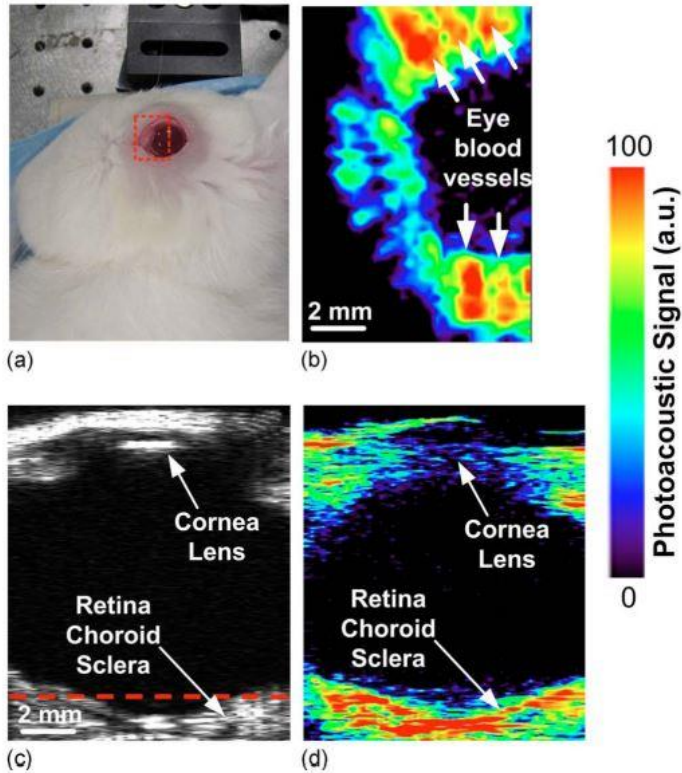 Eye
blood
vessels
2 mm
(a)
(b)
100
Photoacoustic Signal (a.u.)
0
Cornea
Lens
Retina
Choroid
Sclera
2 mm
Cornea
Lens
Retina
Choroid
Sclera
(c)
(d)